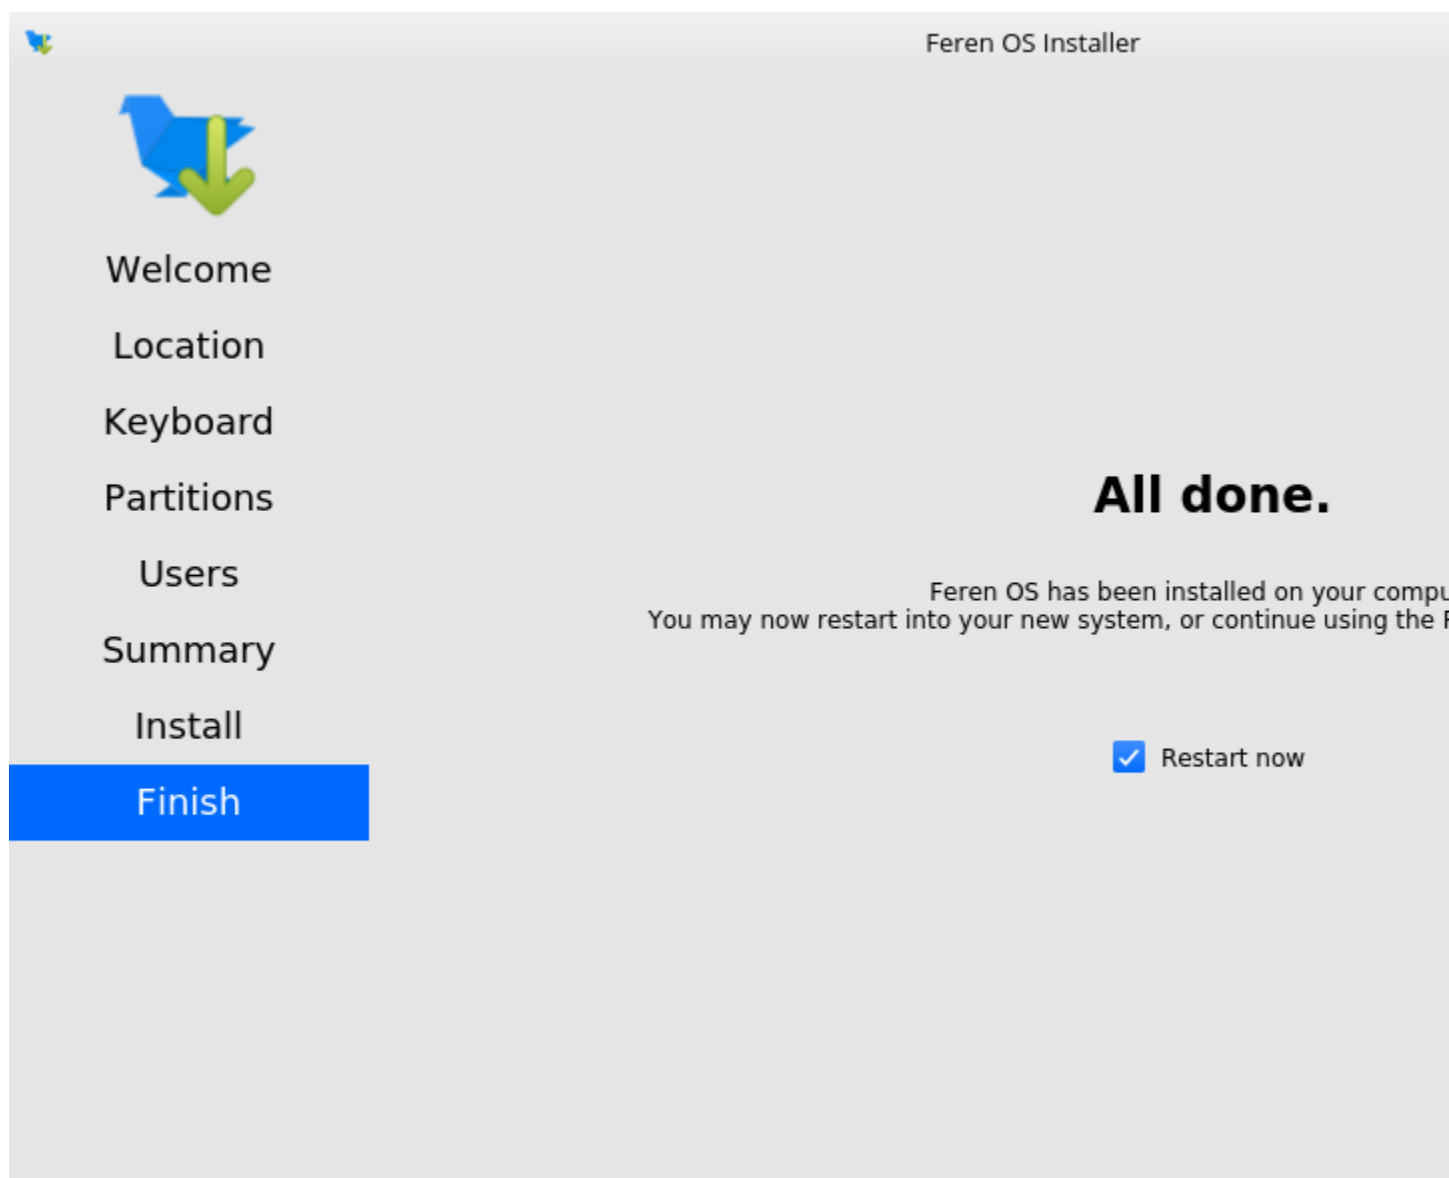 Feren OS Installer
Welcome
Location
Keyboard
Partitions
Users
Summary
Install
Finish
All done.
Feren OS has been installed on your
You may now restart into your new system, or continue using the
Restart now